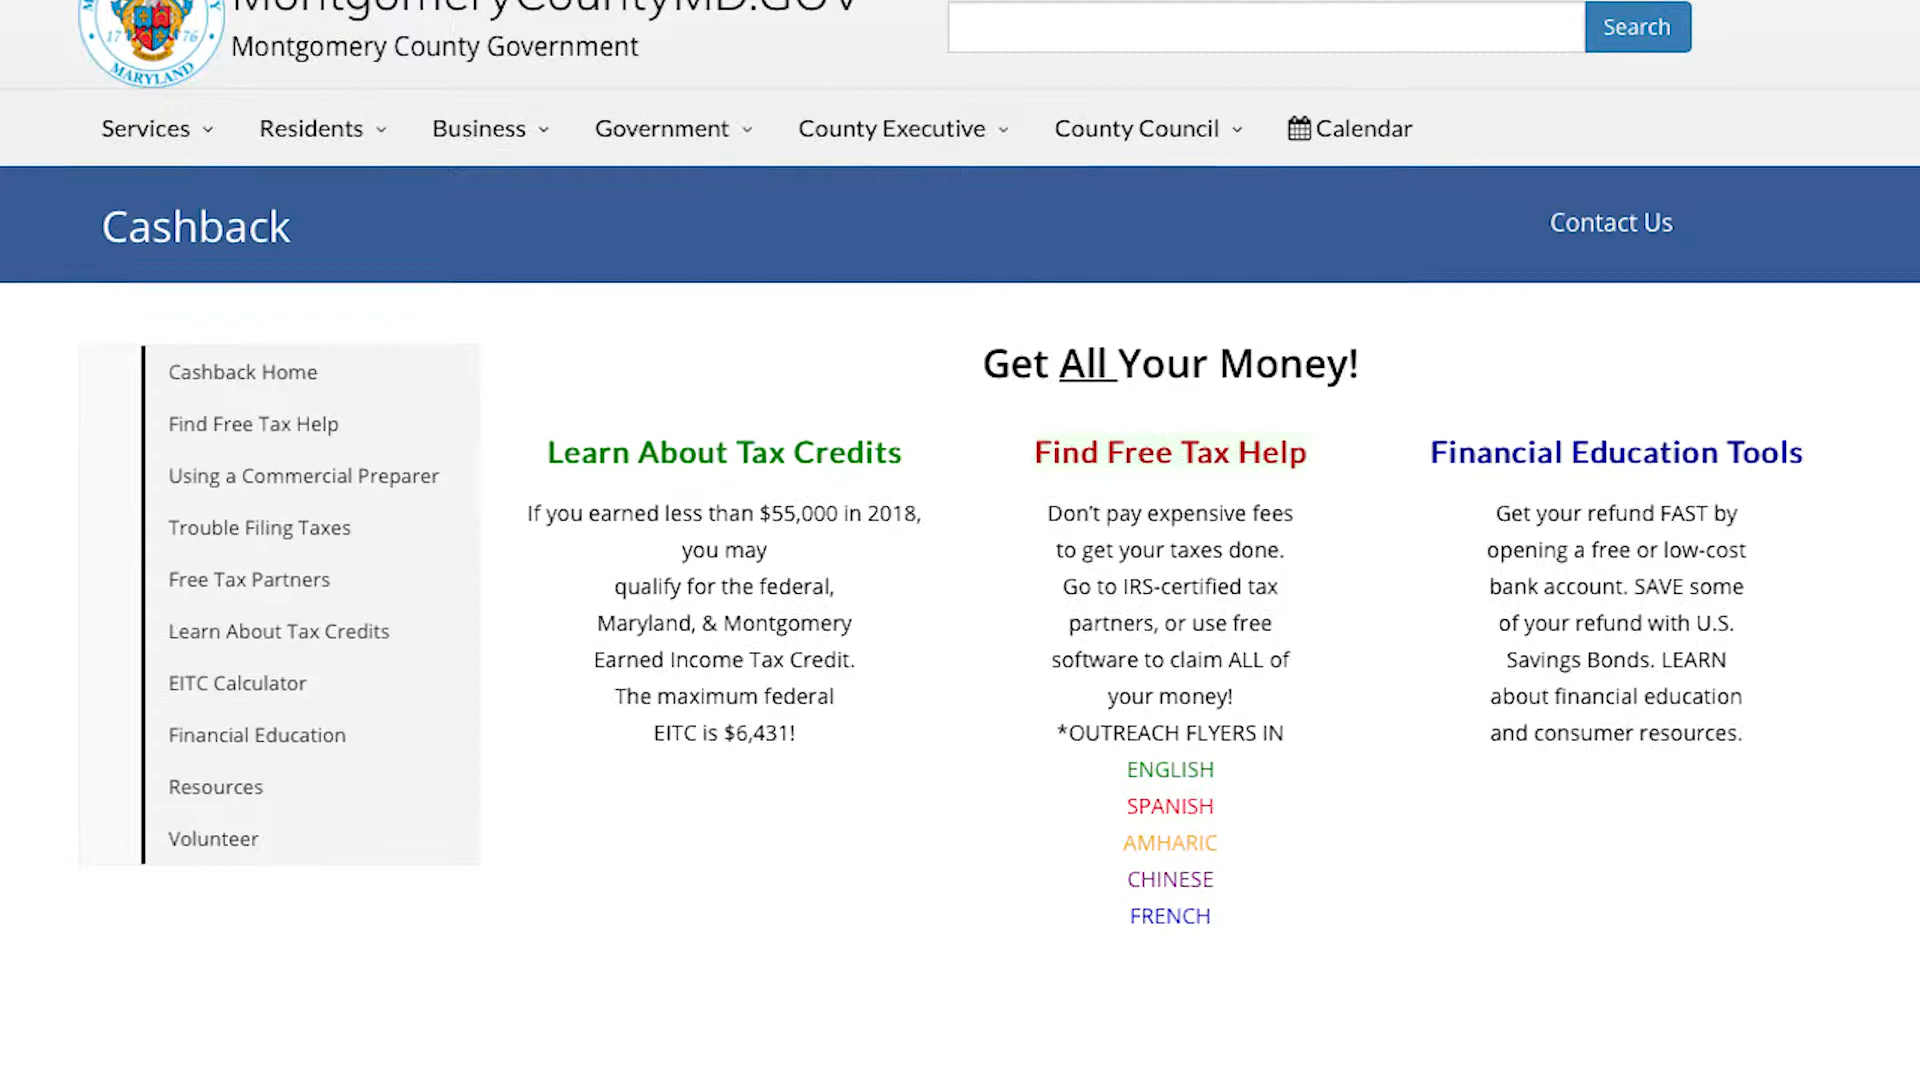 MontgomeryCountyMD.GOV
Montgomery County Government
17 76
MARYLAND
Search
Services
Residents
Business
Government
County Executive
County Council
Calendar
Cashback
Contact Us
Cashback Home
Find Free Tax Help
Using a Commercial Preparer
Trouble Filing Taxes
Free Tax Partners
Learn About Tax Credits
EITC Calculator
Financial Education
Resources
Volunteer
Get All Your Money!
Learn About Tax Credits
If you earned less than $55,000 in 2018,
you may
qualify for the federal,
Maryland, & Montgomery
Earned Income Tax Credit.
The maximum federal
EITC is $6,431!
Find Free Tax Help
Don't pay expensive fees
to get your taxes done.
Go to IRS-certified tax
partners, or use free
software to claim ALL of
your money!
*OUTREACH FLYERS IN
ENGLISH
SPANISH
AMHARIC
CHINESE
FRENCH
Financial Education Tools
Get your refund FAST by
opening a free or low-cost
bank account. SAVE some
of your refund with U.S.
Savings Bonds. LEARN
about financial education
and consumer resources.